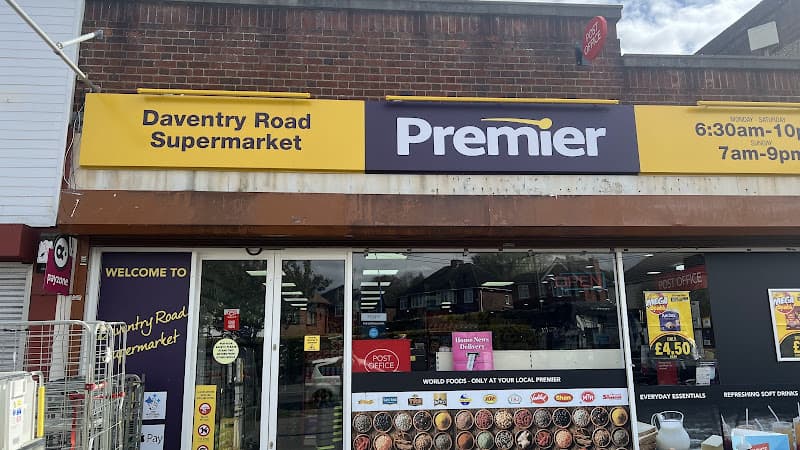 POST OFFICE
Daventry Road
Supermarket
Premier
MONDAY - SATURDAY
6:30am-10p
SUNDAY
7am-9pm
payzone
WELCOME TO
Daventry Road
Supermarket
Pay
POST OFFICE
Home News
Delivery
OPEN
POST OFFICE
MEGA
£4.50
WORLD FOODS - ONLY AT YOUR LOCAL PREMIER
EVERYDAY ESSENTIALS
REFRESHING SOFT DRINKS